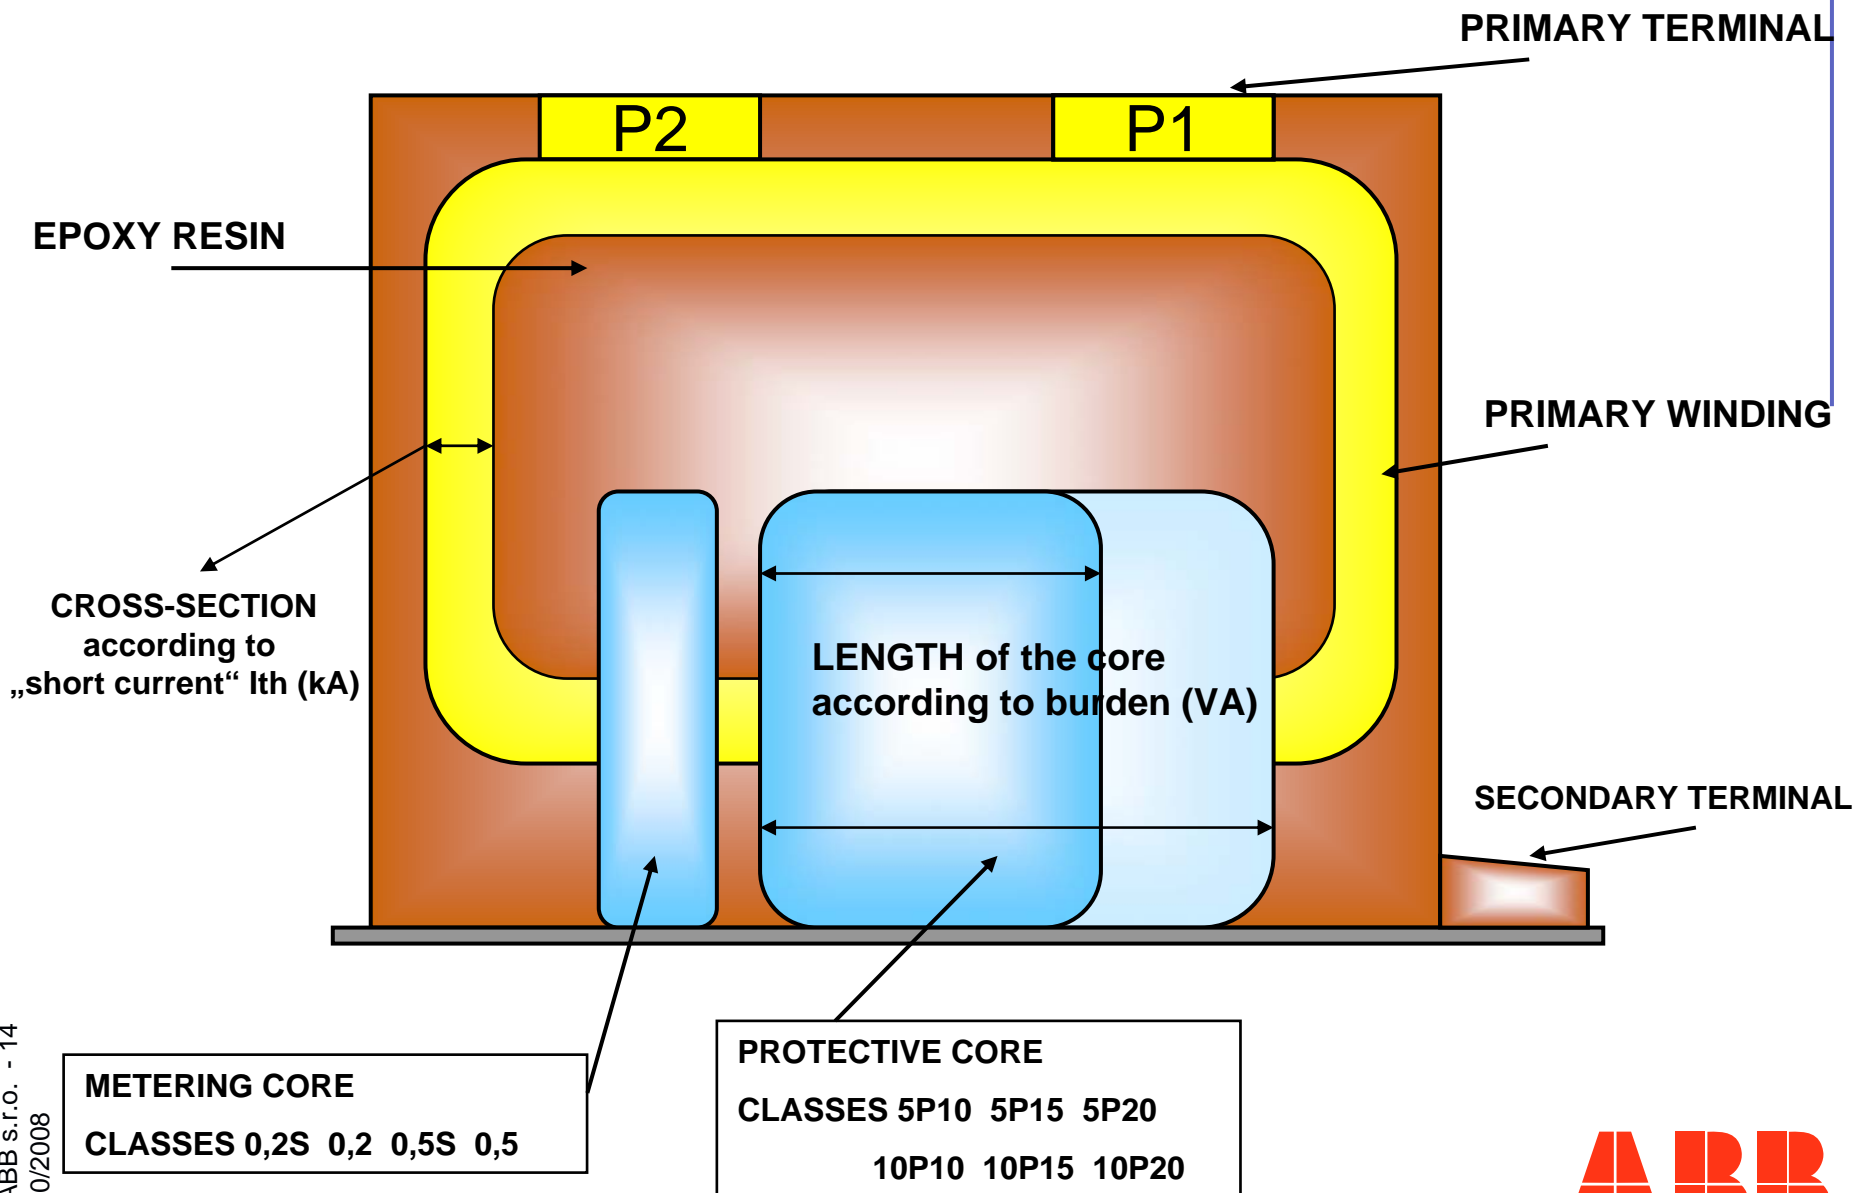 PRIMARY TERMINAL
P2
P1
EPOXY RESIN
PRIMARY WINDING
CROSS-SECTION
according to
„short current“ Ith (kA)
LENGTH of the core
according to burden (VA)
SECONDARY TERMINAL
METERING CORE
CLASSES 0,2S 0,2 0,5S 0,5
PROTECTIVE CORE
CLASSES 5P10 5P15 5P20
10P10 10P15 10P20
ABB s.r.o. - 14
0/2008
ABB